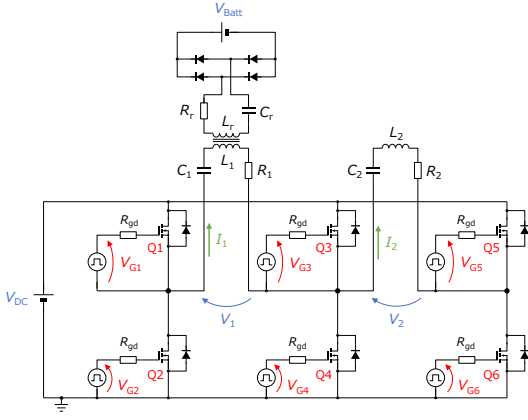 V_Batt
R_r
C_r
L_r
L_1
C_1
R_1
L_2
C_2
R_2
R_gd
Q1
V_G1
I_1
R_gd
Q3
V_G3
I_2
R_gd
Q5
V_G5
V_DC
V_1
V_2
R_gd
Q2
V_G2
R_gd
Q4
V_G4
R_gd
Q6
V_G6